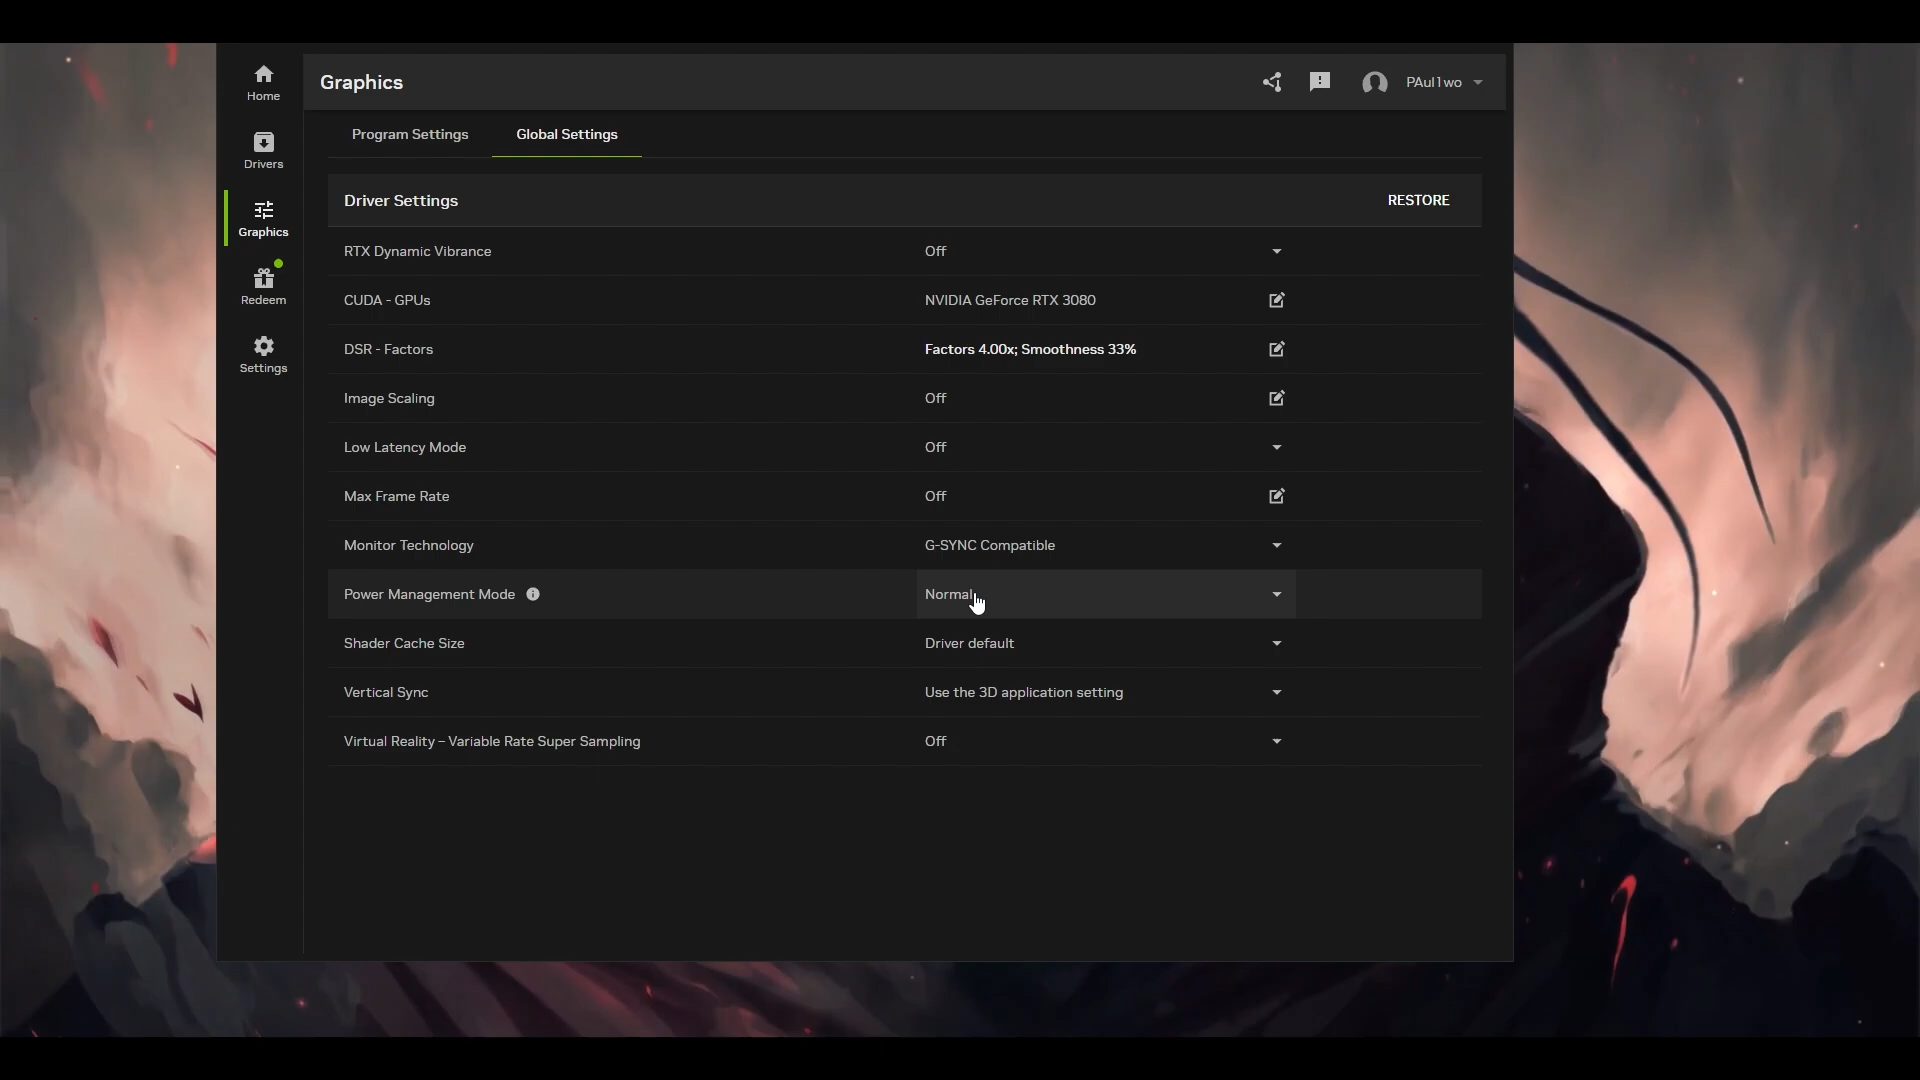 Home
Drivers
Graphics
Redeem
Settings
Graphics
PAul1wo
Program Settings
Global Settings
Driver Settings
RESTORE
RTX Dynamic Vibrance
Off
CUDA - GPUs
NVIDIA GeForce RTX 3080
DSR - Factors
Factors 4.00x; Smoothness 33%
Image Scaling
Off
Low Latency Mode
Off
Max Frame Rate
Off
Monitor Technology
G-SYNC Compatible
Power Management Mode
Normal
Shader Cache Size
Driver default
Vertical Sync
Use the 3D application setting
Virtual Reality – Variable Rate Super Sampling
Off